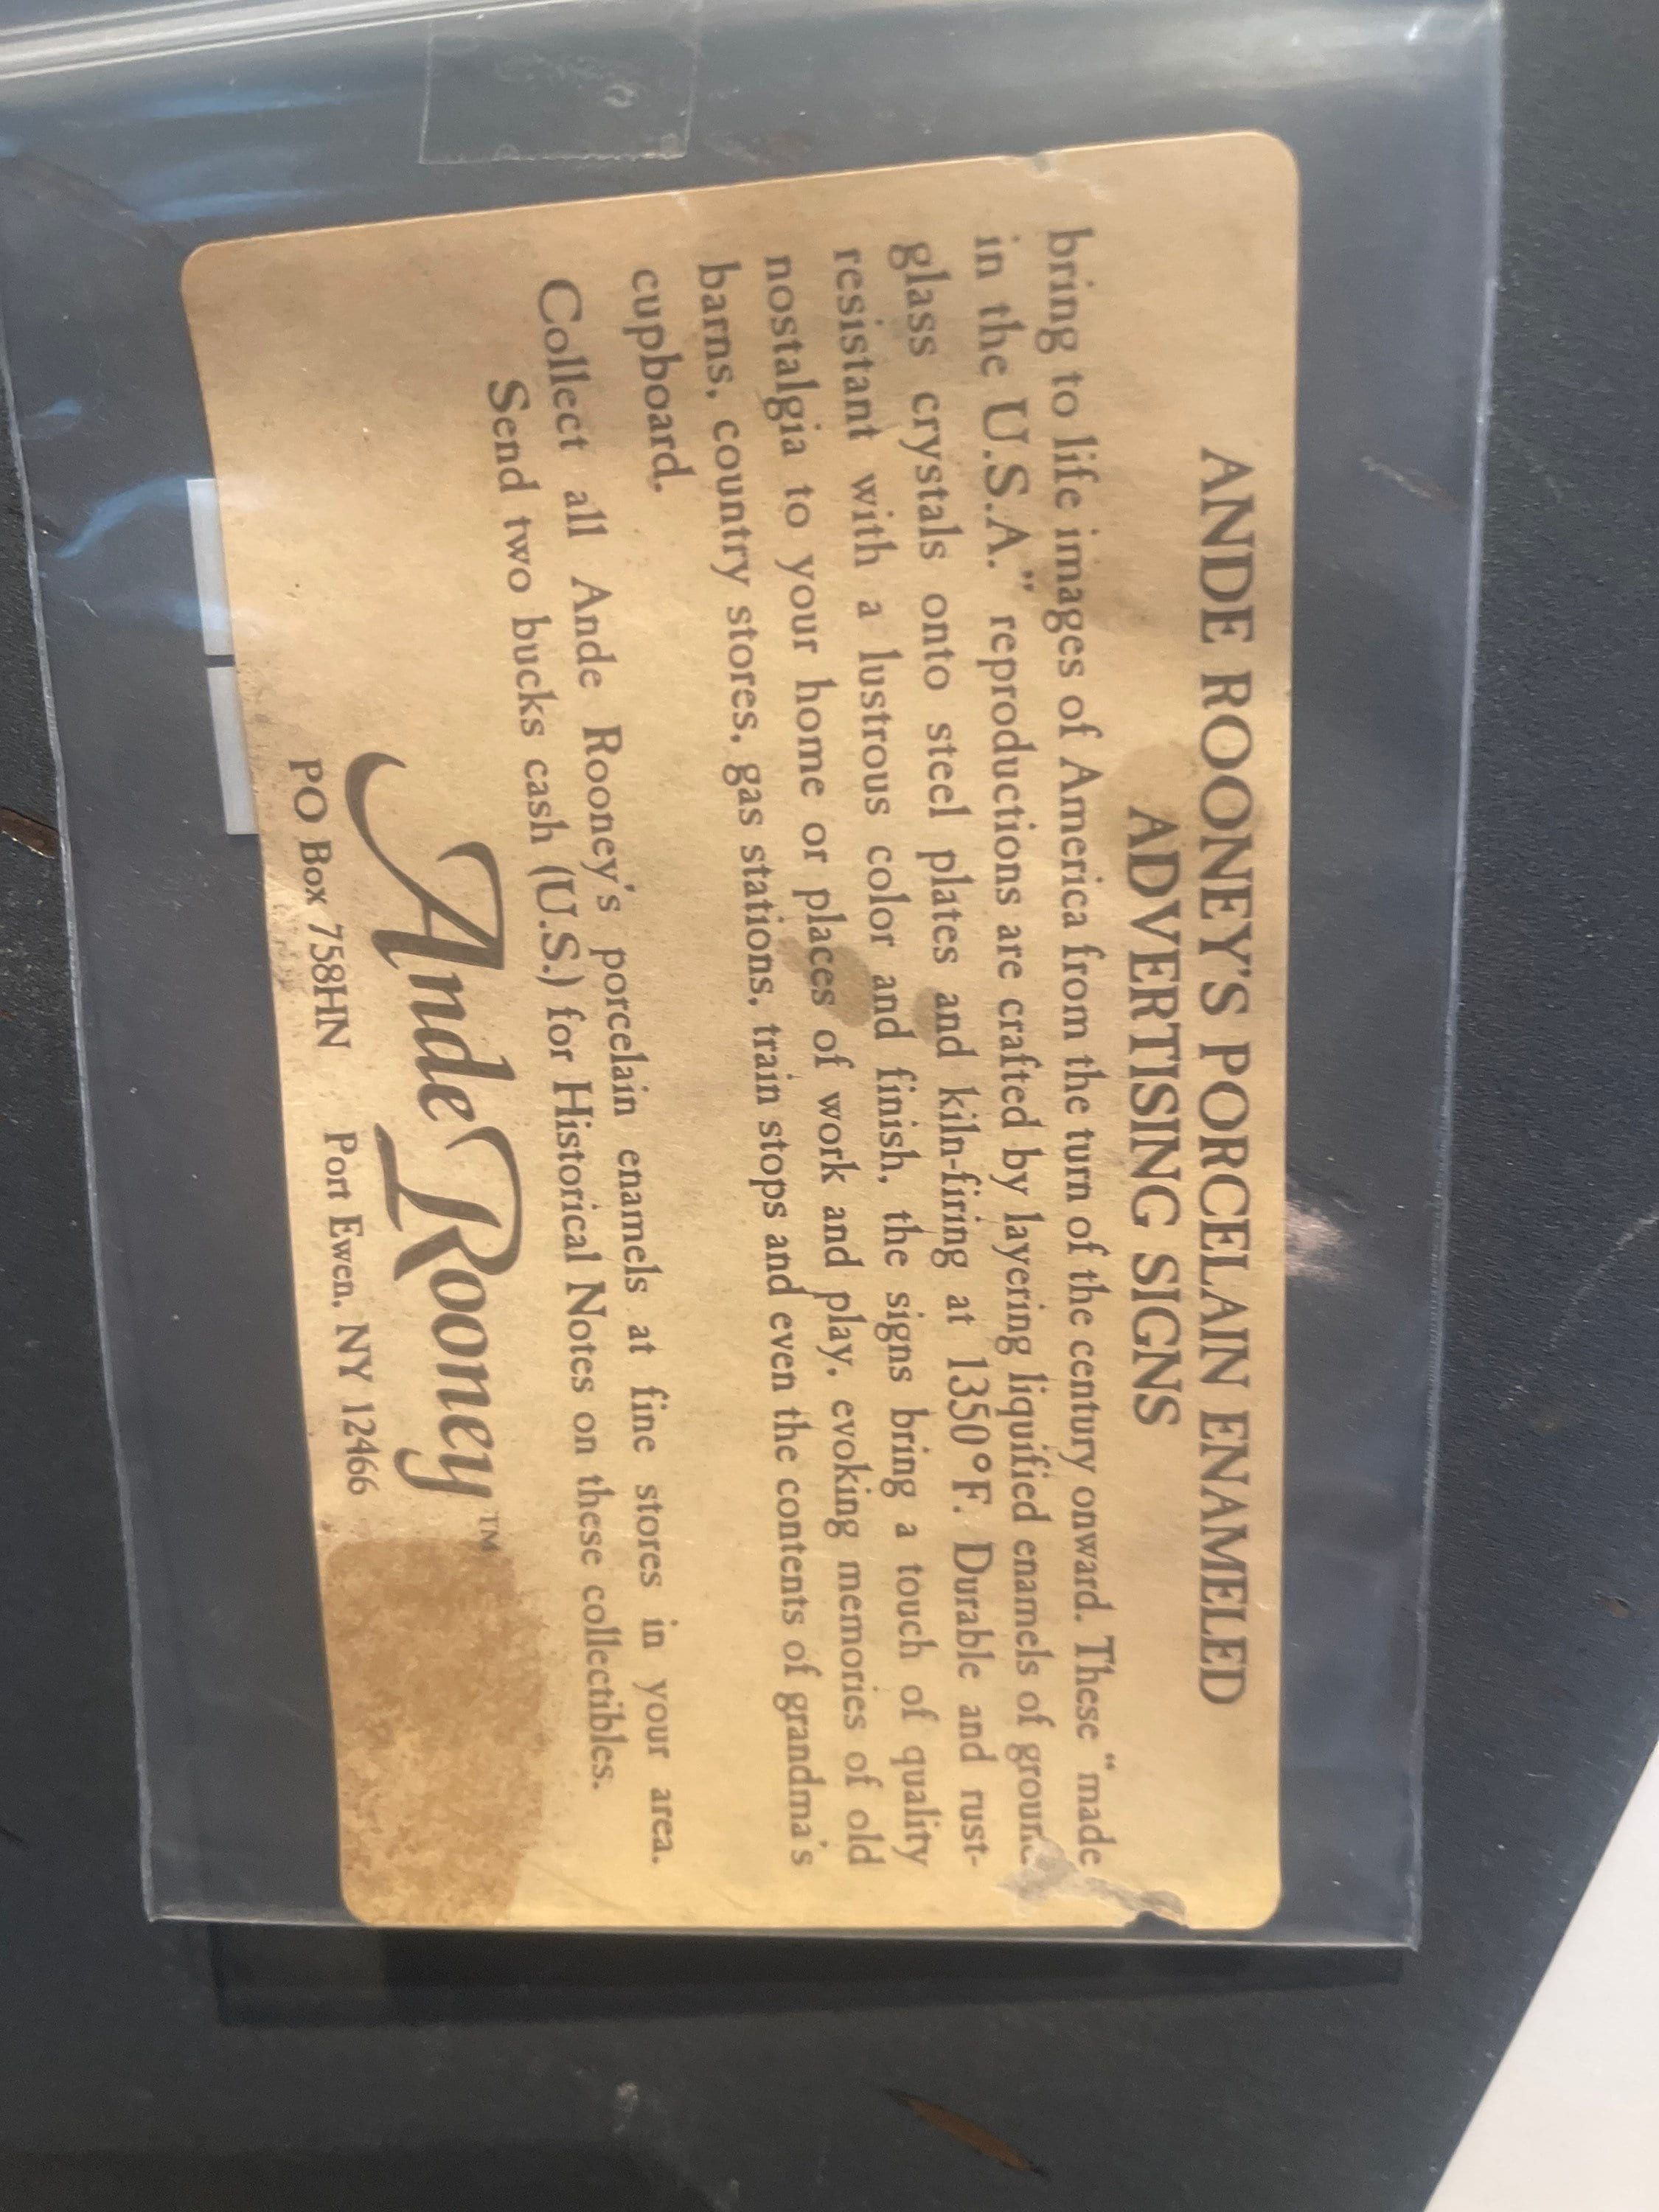 ANDE ROONEY'S PORCELAIN ENAMELED
ADVERTISING SIGNS
bring to life images of America from the turn of the century onward. These “made
in the U.S.A.” reproductions are crafted by layering liquified enamels of ground
glass crystals onto steel plates and kiln-firing at 1350°F. Durable and rust-
resistant with a lustrous color and finish, the signs bring a touch of quality
nostalgia to your home or places of work and play, evoking memories of old
barns, country stores, gas stations, train stops and even the contents of grandma's
cupboard.
Collect all Ande Rooney's porcelain enamels at fine stores in your area.
Send two bucks cash (U.S.) for Historical Notes on these collectibles.
Ande Rooney™
PO Box 758HN Port Ewen, NY 12466